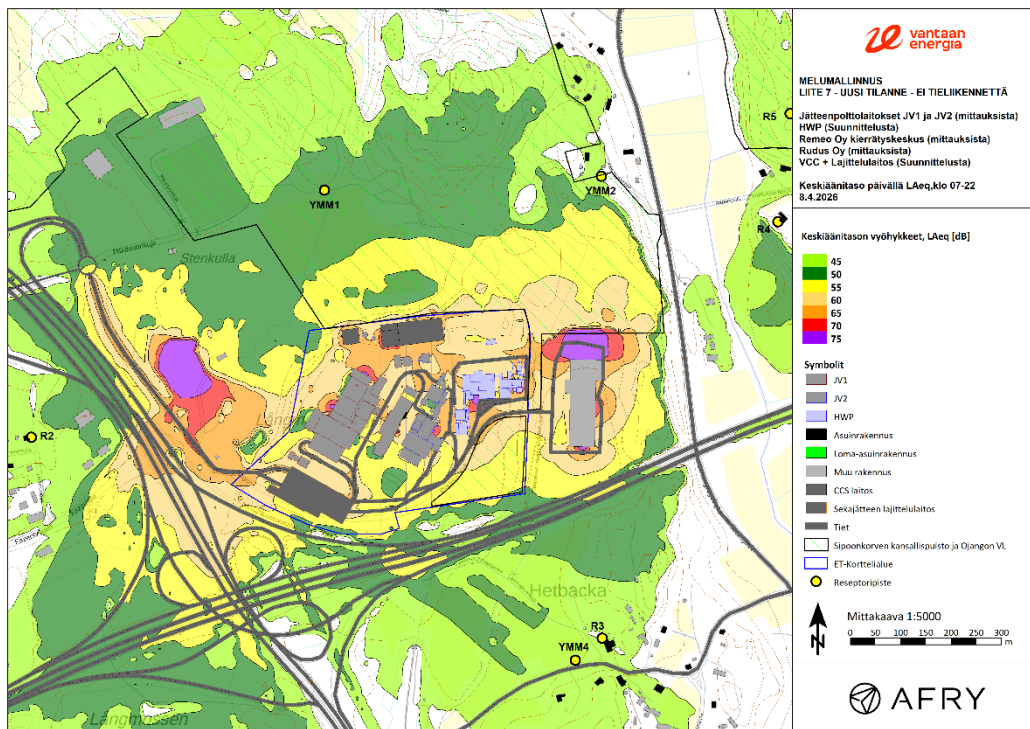 vantaan
energia
MELUMALLINNUS
LIITE 7 - UUSI TILANNE - EI TIELIIKENNETTÄ
Jätteenpolttolaitokset JV1 ja JV2 (mittauksista)
HWP (Suunnittelusta)
Remeo Oy kierrätyskeskus (mittauksista)
Rudus Oy (mittauksista)
VCC + Lajittelulaitos (Suunnittelusta)
Keskiäänitaso päivällä LAeq,klo 07-22
8.4.2026
Keskiäänitason vyöhykkeet, LAeq [dB]
45
50
55
60
65
70
75
Symbolit
JV1
JV2
HWP
Asuinrakennus
Loma-asuinrakennus
Muu rakennus
CCS laitos
Sekajätteen lajittelulaitos
Tiet
Sipoonkorven kansallispuisto ja Ojangon VL
ET-Korttelialue
Reseptoripiste
N
Mittakaava 1:5000
0 50 100 150 200 250 300
m
AFRY
YMM1
YMM2
R5
R4
Stenkulla
R2
Hetbacka
R3
YMM4
Långmossen